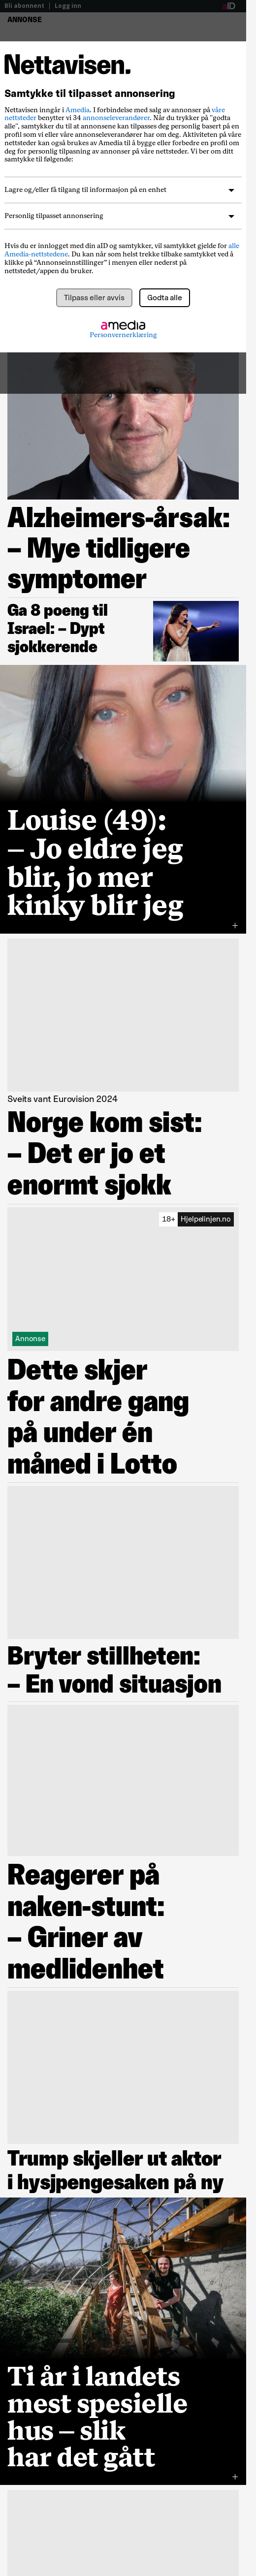 Bli abonnent | Logg inn
aID
ANNONSE
Nettavisen.
Samtykke til tilpasset annonsering
Nettavisen inngår i Amedia. I forbindelse med salg av annonser på våre
nettsteder benytter vi 34 annonseleverandører. Når du trykker på "godta
alle", samtykker du til at annonsene kan tilpasses deg personlig basert på en
profil som vi eller våre annonseleverandører har om deg. Aktiviteten på våre
nettsteder kan også brukes av Amedia til å bygge eller forbedre en profil om
deg for personlig tilpasning av annonser på våre nettsteder. Vi ber om ditt
samtykke til følgende:
Lagre og/eller få tilgang til informasjon på en enhet
Personlig tilpasset annonsering
Hvis du er innlogget med din aID og samtykker, vil samtykket gjelde for alle
Amedia-nettstedene. Du kan når som helst trekke tilbake samtykket ved å
klikke på “Annonseinnstillinger” i menyen eller nederst på
nettstedet/appen du bruker.
Tilpass eller avvis
Godta alle
amedia
Personvernerklæring
Alzheimers-årsak:
– Mye tidligere
symptomer
Ga 8 poeng til
Israel: – Dypt
sjokkerende
Louise (49):
– Jo eldre jeg
blir, jo mer
kinky blir jeg
+
Sveits vant Eurovision 2024
Norge kom sist:
– Det er jo et
enormt sjokk
18+ Hjelpelinjen.no
Annonse
Dette skjer
for andre gang
på under én
måned i Lotto
Bryter stillheten:
– En vond situasjon
Reagerer på
naken-stunt:
– Griner av
medlidenhet
Trump skjeller ut aktor
i hysjpengesaken på ny
Ti år i landets
mest spesielle
hus – slik
har det gått
+